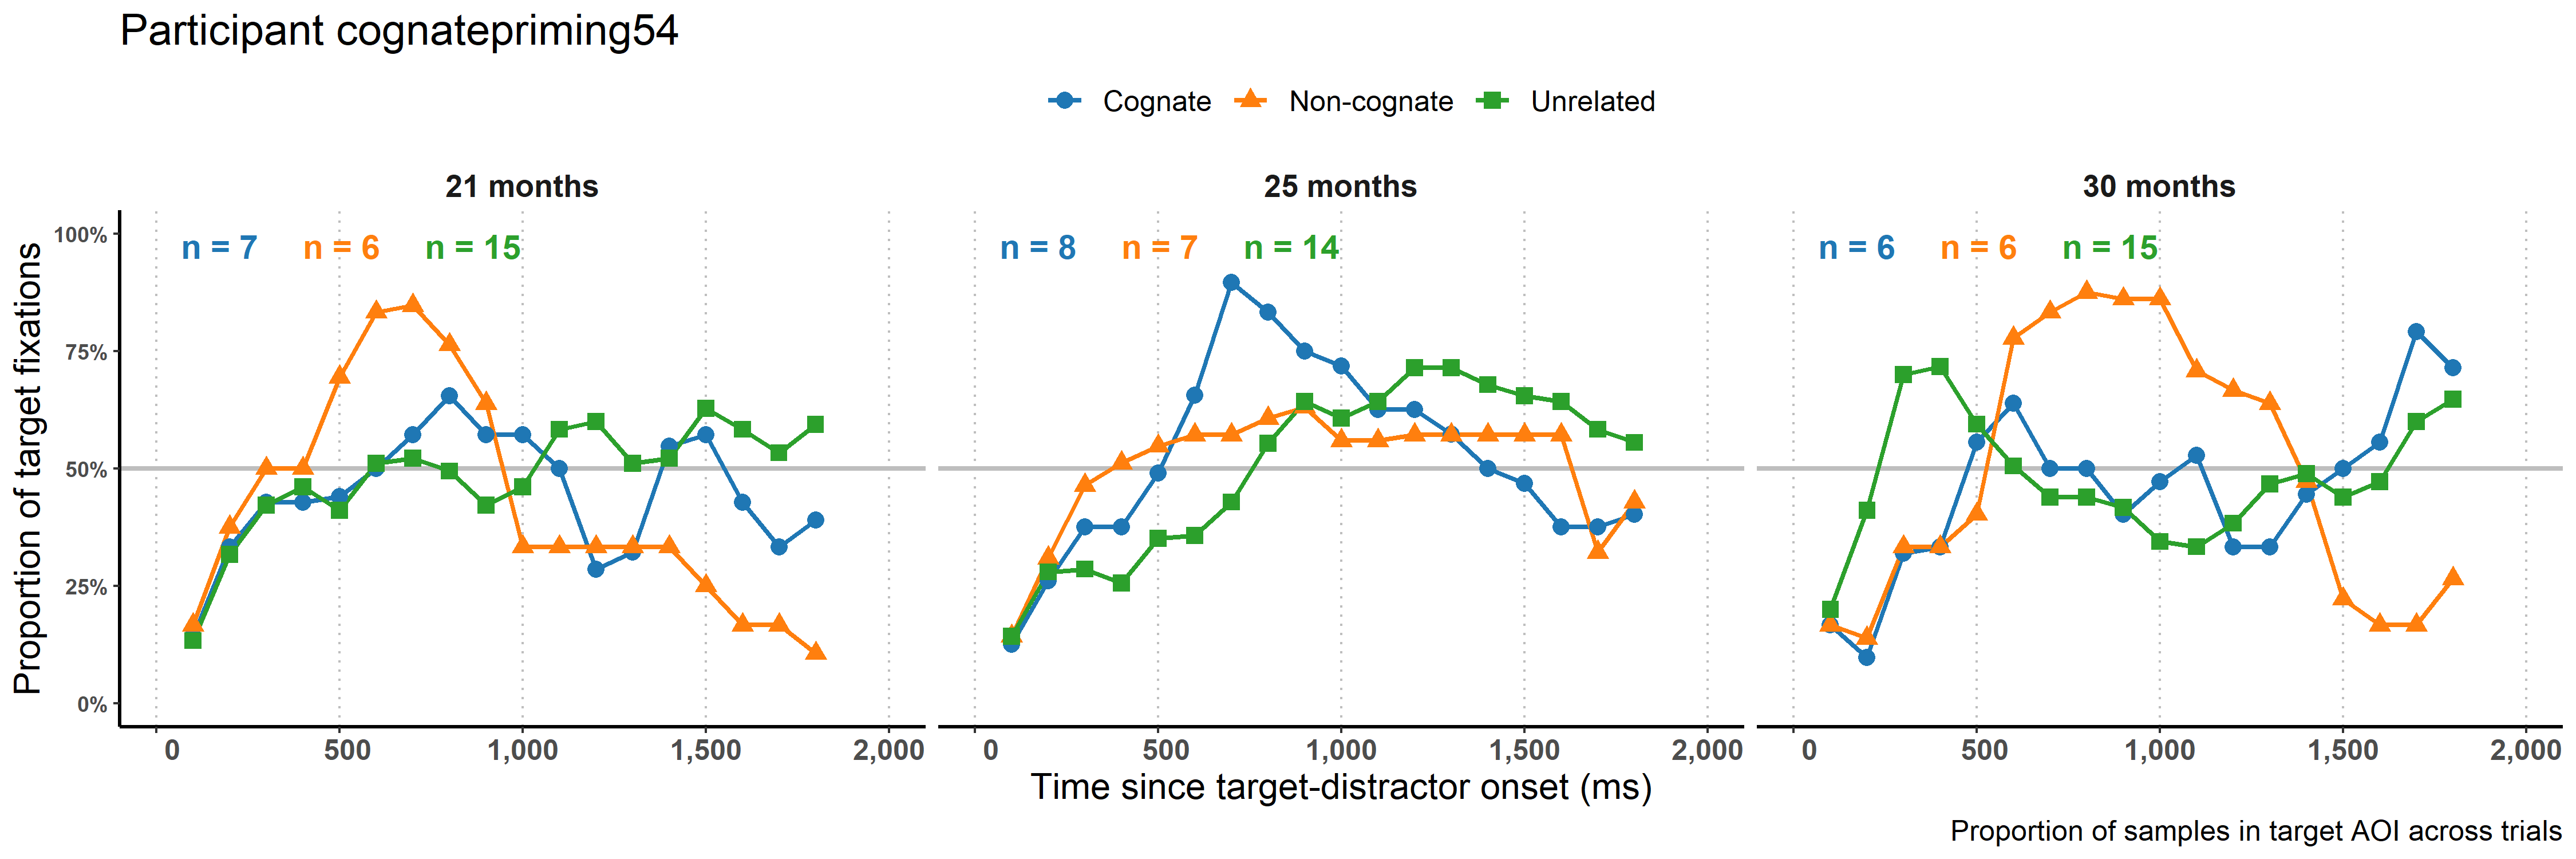 Participant cognatepriming54
Cognate Non-cognate Unrelated
21 months 25 months 30 months
n = 7 n = 6 n = 15 n = 8 n = 7 n = 14 n = 6 n = 6 n = 15
Proportion of target fixations
100%
75%
50%
25%
0%
0 500 1,000 1,500 2,000 0 500 1,000 1,500 2,000 0 500 1,000 1,500 2,000
Time since target-distractor onset (ms)
Proportion of samples in target AOI across trials